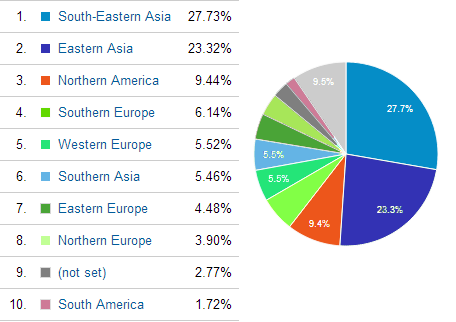 1. South-Eastern Asia 27.73%
2. Eastern Asia 23.32%
3. Northern America 9.44%
4. Southern Europe 6.14%
5. Western Europe 5.52%
6. Southern Asia 5.46%
7. Eastern Europe 4.48%
8. Northern Europe 3.90%
9. (not set) 2.77%
10. South America 1.72%
9.5%
27.7%
5.5%
5.5%
23.3%
9.4%